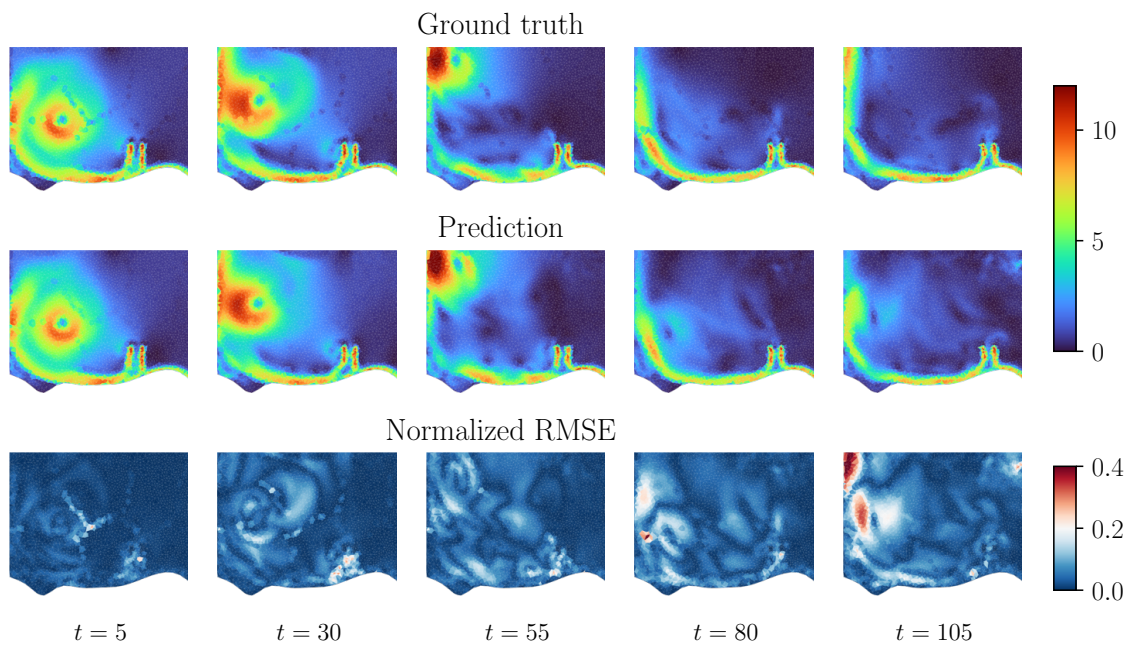 Ground truth
10
5
0
Prediction
Normalized RMSE
0.4
0.2
0.0
t = 5 t = 30 t = 55 t = 80 t = 105